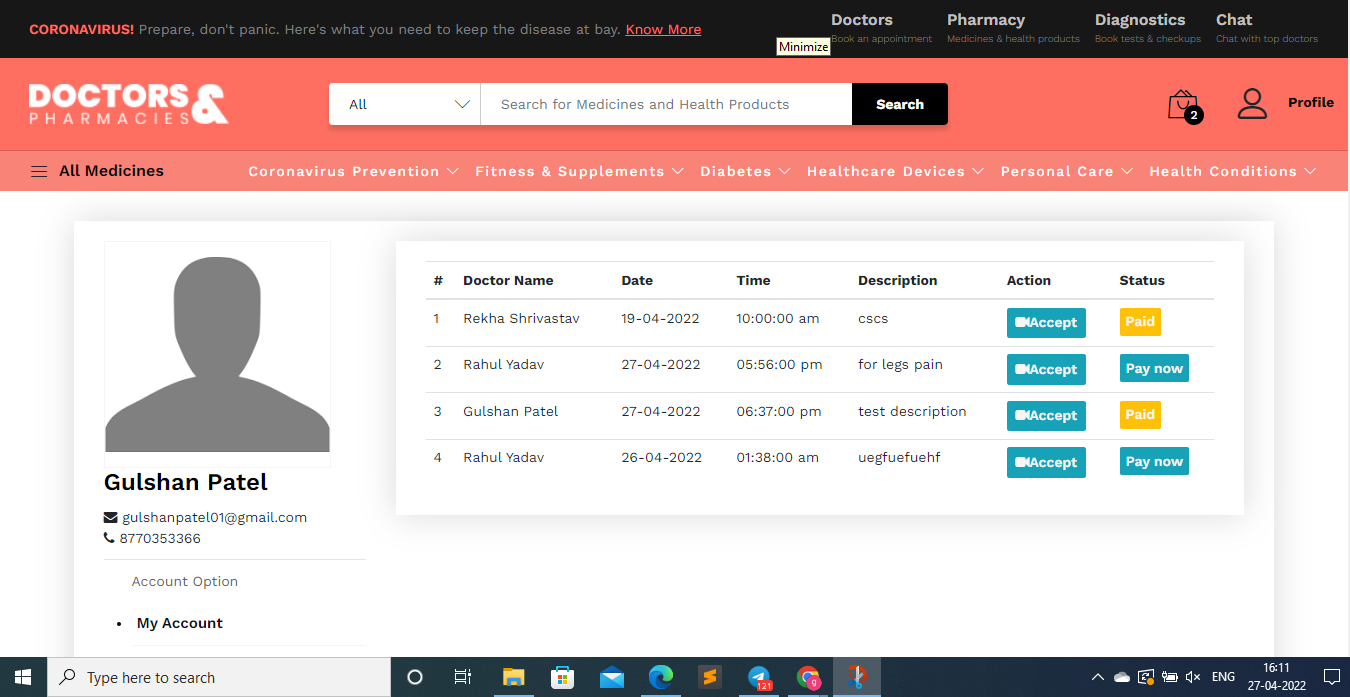 CORONAVIRUS! Prepare, don't panic. Here's what you need to keep the disease at bay. Know More
Doctors Pharmacy Diagnostics Chat
Book an appointment Medicines & health products Book tests & checkups Chat with top doctors
Minimize
DOCTORS &
PHARMACIES
All Search for Medicines and Health Products Search
2 Profile
All Medicines Coronavirus Prevention Fitness & Supplements Diabetes Healthcare Devices Personal Care Health Conditions
# Doctor Name Date Time Description Action Status
1 Rekha Shrivastav 19-04-2022 10:00:00 am cscs Accept Paid
2 Rahul Yadav 27-04-2022 05:56:00 pm for legs pain Accept Pay now
3 Gulshan Patel 27-04-2022 06:37:00 pm test description Accept Paid
4 Rahul Yadav 26-04-2022 01:38:00 am uegfuefuehf Accept Pay now
Gulshan Patel
gulshanpatel01@gmail.com
8770353366
Account Option
• My Account
Type here to search
121
9
ENG
16:11
27-04-2022